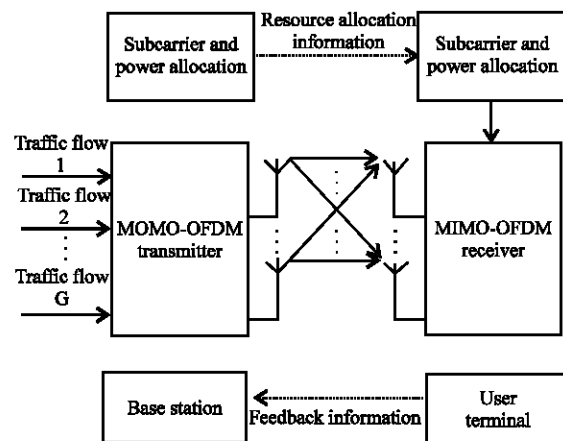 Subcarrier and
power allocation
Resource allocation
information
Subcarrier and
power allocation
Traffic flow
1
Traffic flow
2
Traffic flow
G
MOMO-OFDM
transmitter
MIMO-OFDM
receiver
Base station
Feedback information
User
terminal